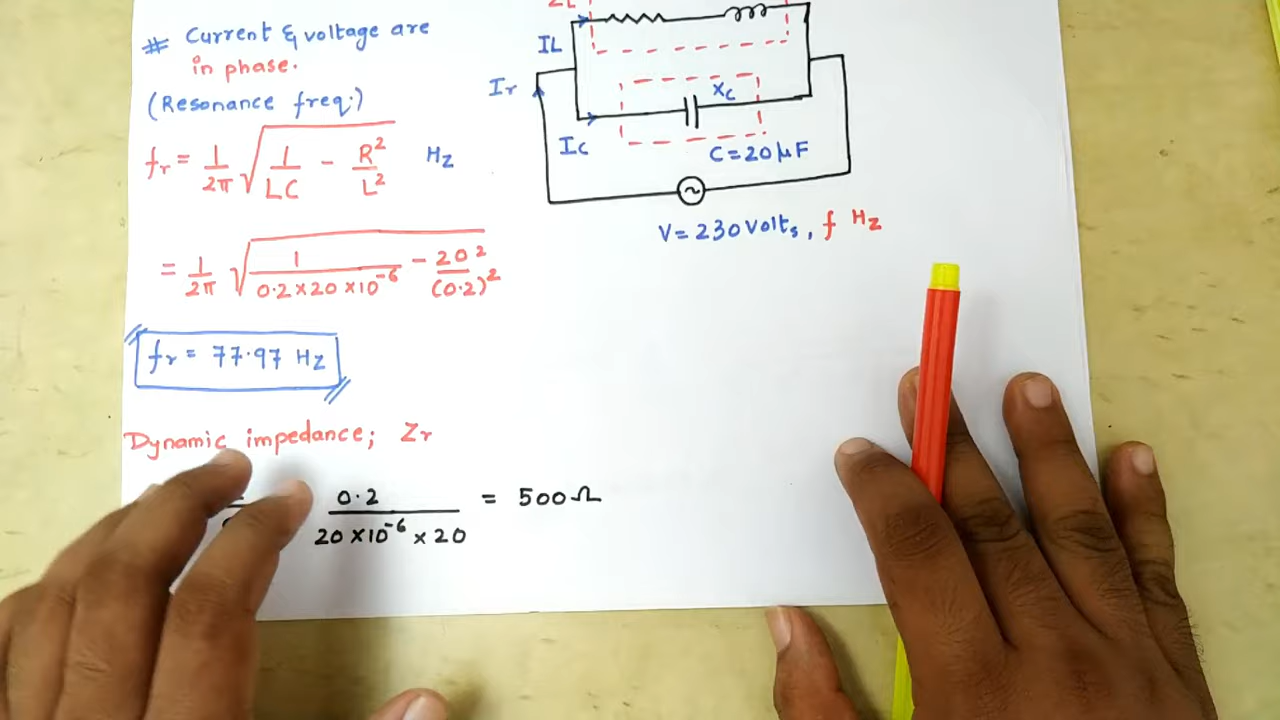 # Current & voltage are
in phase.
(Resonance freq:)
fr = 1/2π √(1/LC - R²/L²) Hz
= 1/2π √(1/(0.2×20×10⁻⁶) - 20²/(0.2)²)
fr = 77.97 Hz
Dynamic impedance; Zr
0.2/(20×10⁻⁶×20) = 500Ω
ZL
IL
Ir
Xc
Ic
C=20μF
V=230Volts, f Hz